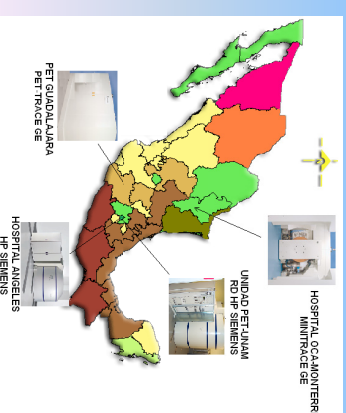 PET GUADALAJARA
PET TRACE GE
HOSPITAL ANGELES
HP SIEMENS
UNIDAD PET-UNAM
RD HP SIEMENS
HOSPITAL OCA-MONTERR
MINITRACE GE